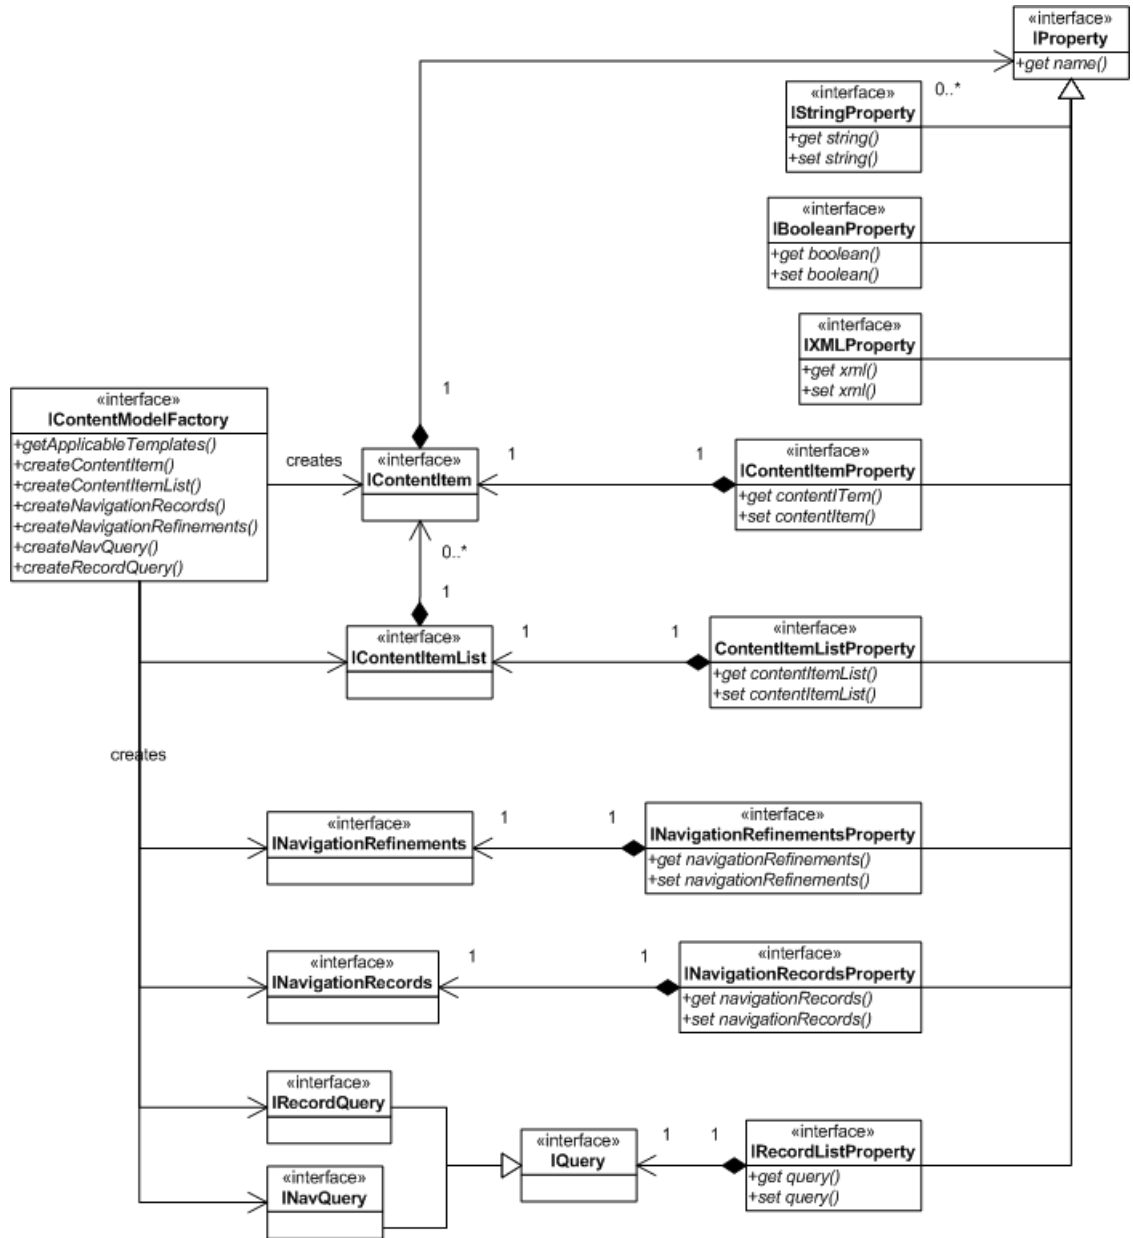 «interface»
IProperty
+get name()
0..*
«interface»
IStringProperty
+get string()
+set string()
«interface»
IBooleanProperty
+get boolean()
+set boolean()
«interface»
IXMLProperty
+get xml()
+set xml()
1
«interface»
IContentModelFactory
+getApplicableTemplates()
+createContentItem()
+createContentItemList()
+createNavigationRecords()
+createNavigationRefinements()
+createNavQuery()
+createRecordQuery()
creates
«interface»
IContentItem
1
1
«interface»
IContentItemProperty
+get contentITem()
+set contentItem()
0..*
1
«interface»
IContentItemList
1
1
«interface»
ContentItemListProperty
+get contentItemList()
+set contentItemList()
creates
«interface»
INavigationRefinements
1
1
«interface»
INavigationRefinementsProperty
+get navigationRefinements()
+set navigationRefinements()
«interface»
INavigationRecords
1
1
«interface»
INavigationRecordsProperty
+get navigationRecords()
+set navigationRecords()
«interface»
IRecordQuery
«interface»
INavQuery
«interface»
IQuery
1
1
«interface»
IRecordListProperty
+get query()
+set query()